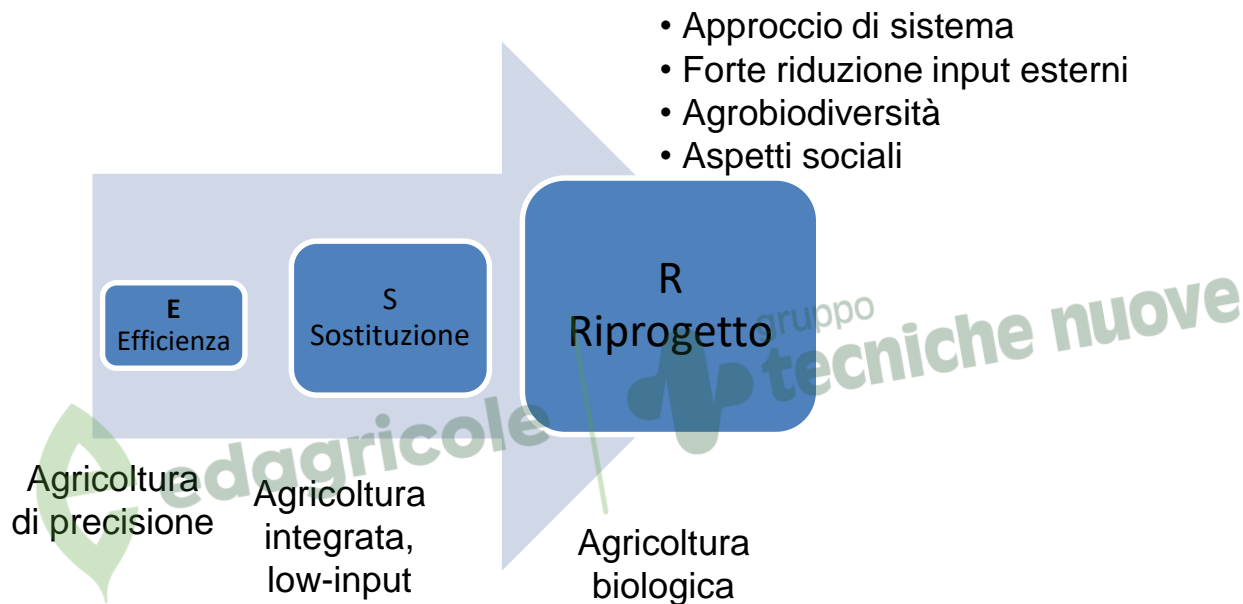 • Approccio di sistema
• Forte riduzione input esterni
• Agrobiodiversità
• Aspetti sociali
E
Efficienza
S
Sostituzione
R
Riprogetto
gruppo
tecniche nuove
edagricole
Agricoltura
di precisione
Agricoltura
integrata,
low-input
Agricoltura
biologica